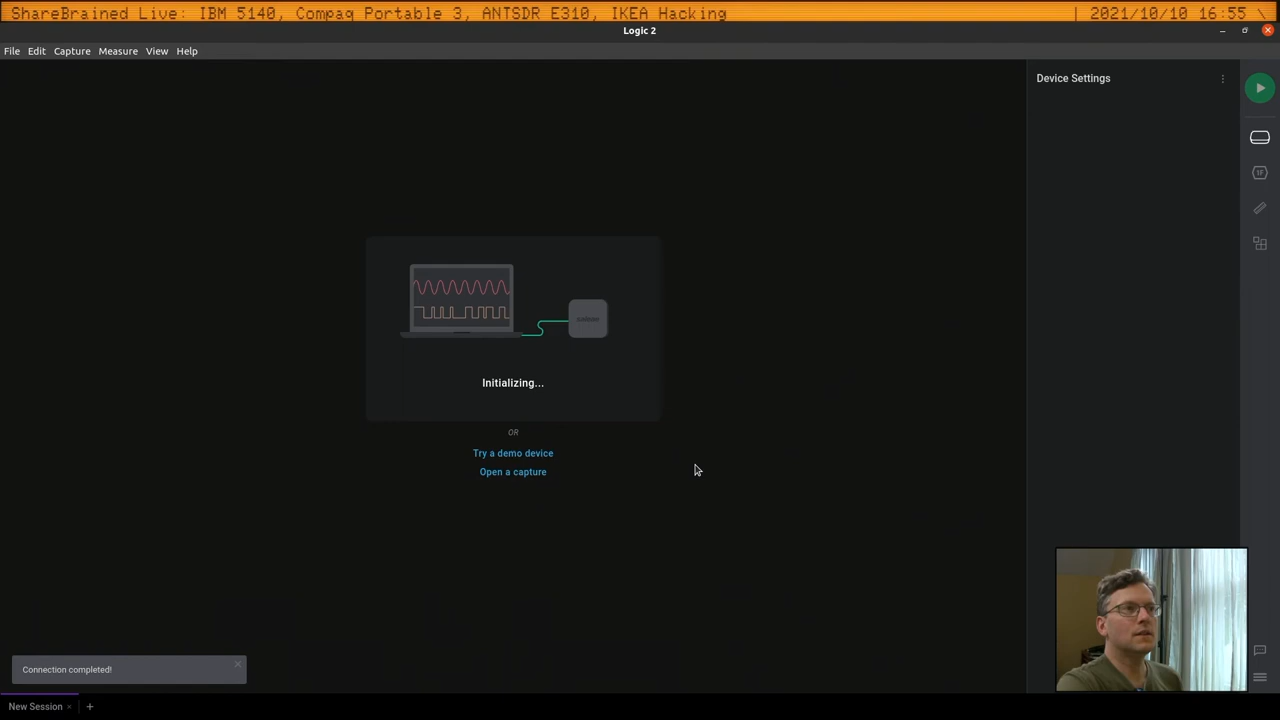 ShareBrained Live: IBM 5140, Compaq Portable 3, ANTSDR E310, IKEA Hacking | 2021/10/10 16:55 \
Logic 2
File Edit Capture Measure View Help
Device Settings
Initializing...
OR
Try a demo device
Open a capture
Connection completed!
New Session